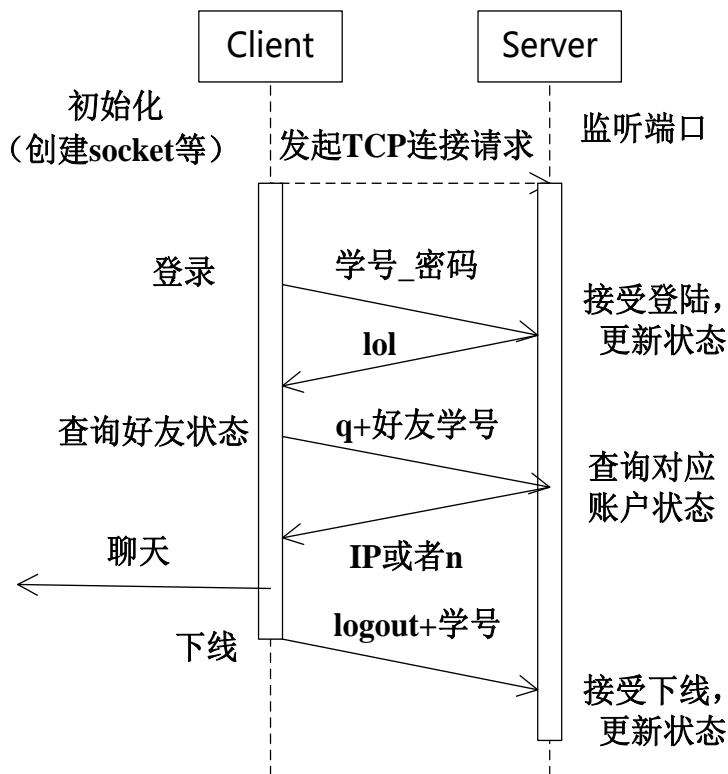 Client
Server
初始化
（创建socket等）
发起TCP连接请求
监听端口
登录
学号_密码
接受登陆，
更新状态
lol
查询好友状态
q+好友学号
查询对应
账户状态
IP或者n
聊天
logout+学号
下线
接受下线，
更新状态